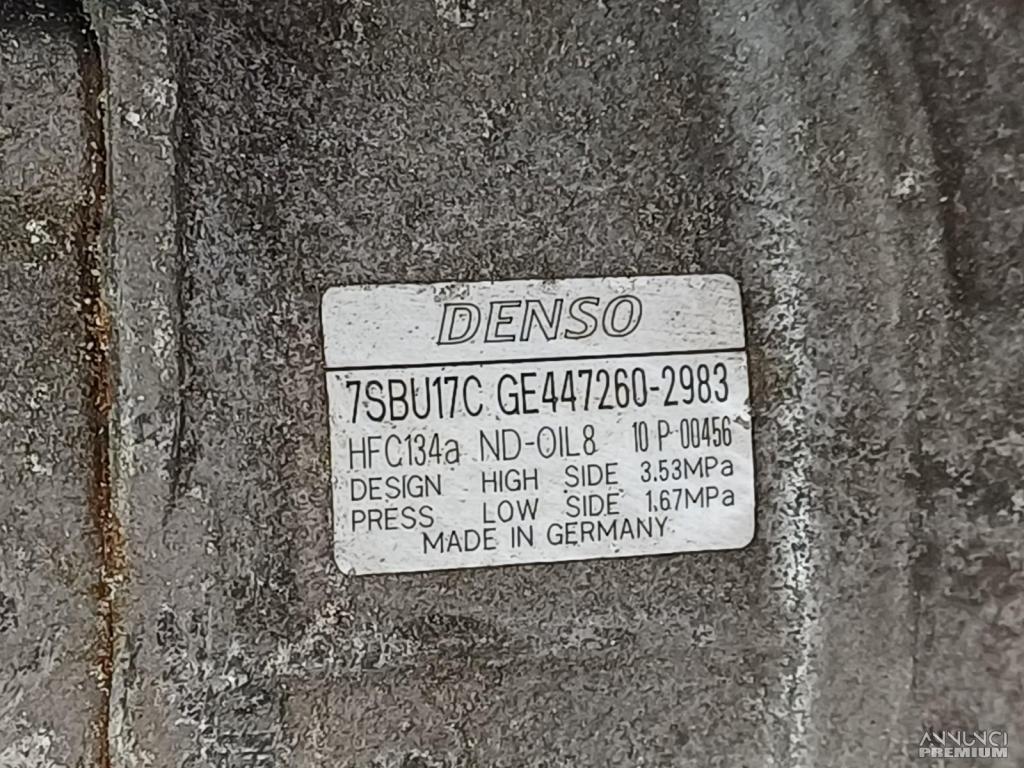 DENSO
7SBU17C GE447260-2983
HFC134a ND-OIL8 10 P-00456
DESIGN HIGH SIDE 3.53MPa
PRESS LOW SIDE 1.67MPa
MADE IN GERMANY
ANNUNCI
PREMIUM